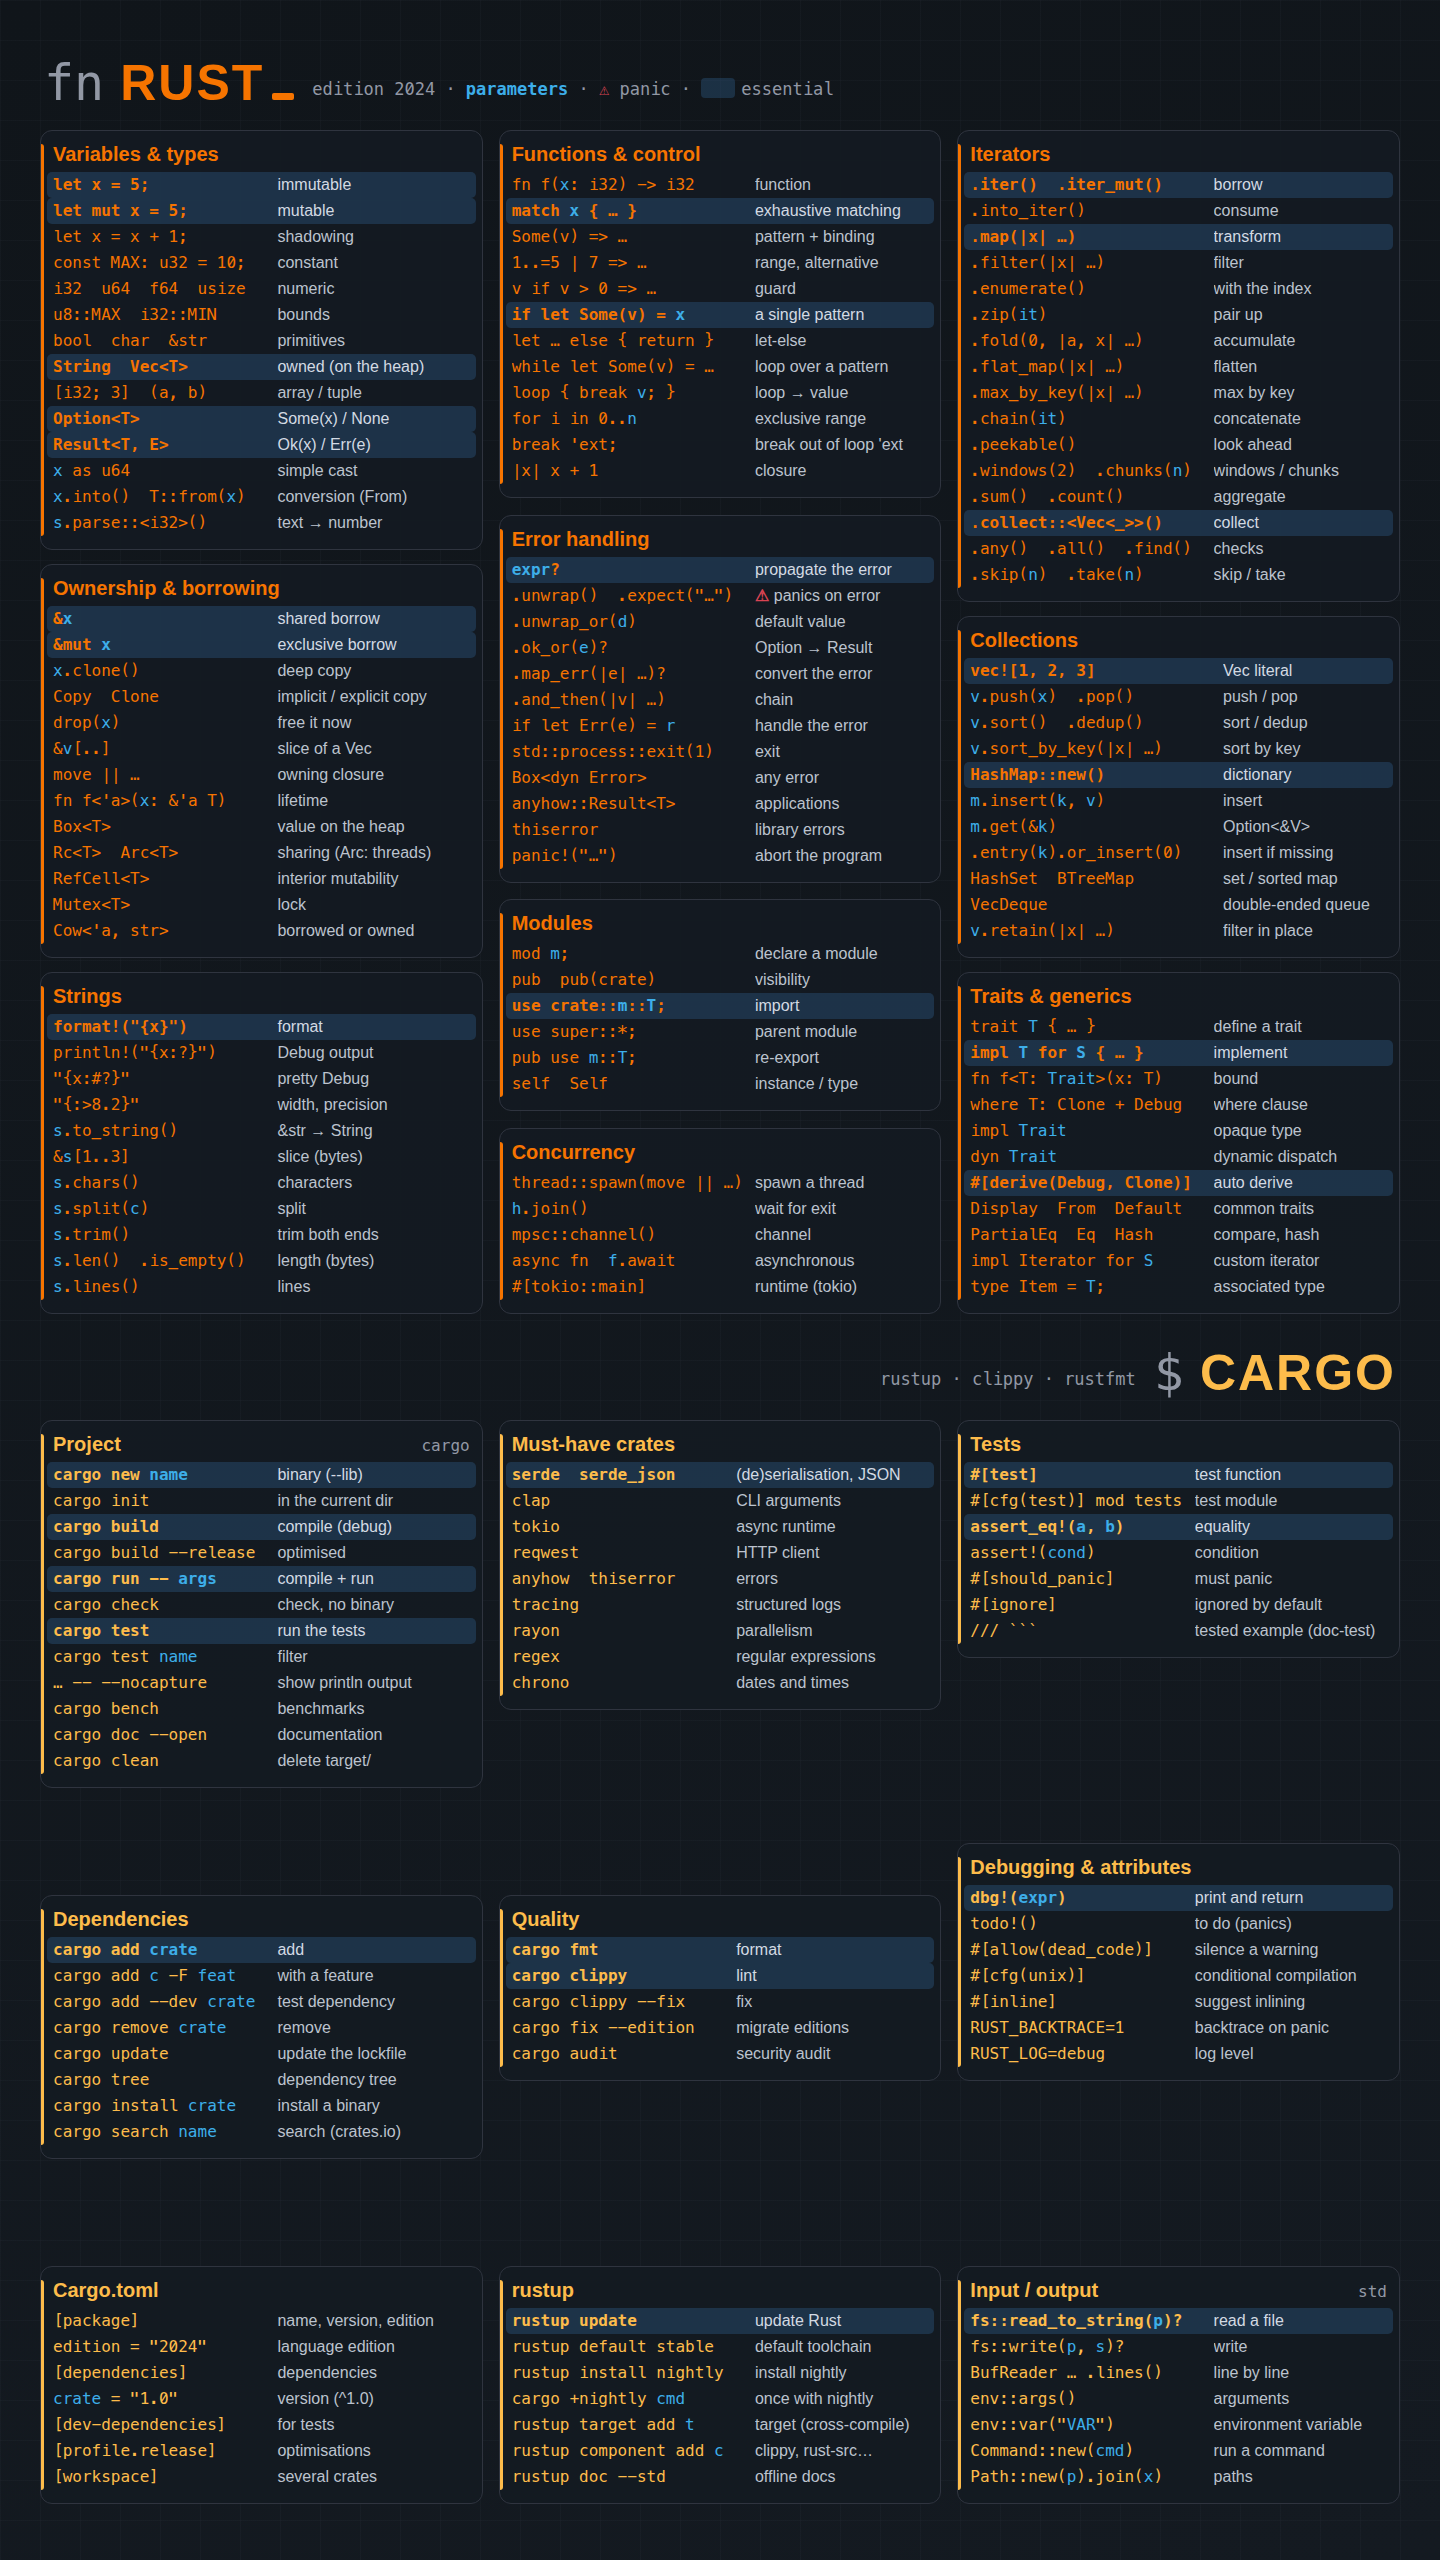 fn RUST_ edition 2024 · parameters · ⚠ panic · essential
Variables & types
let x = 5; immutable
let mut x = 5; mutable
let x = x + 1; shadowing
const MAX: u32 = 10; constant
i32 u64 f64 usize numeric
u8::MAX i32::MIN bounds
bool char &str primitives
String Vec<T> owned (on the heap)
[i32; 3] (a, b) array / tuple
Option<T> Some(x) / None
Result<T, E> Ok(x) / Err(e)
x as u64 simple cast
x.into() T::from(x) conversion (From)
s.parse::<i32>() text → number
Ownership & borrowing
&x shared borrow
&mut x exclusive borrow
x.clone() deep copy
Copy Clone implicit / explicit copy
drop(x) free it now
&v[..] slice of a Vec
move || … owning closure
fn f<'a>(x: &'a T) lifetime
Box<T> value on the heap
Rc<T> Arc<T> sharing (Arc: threads)
RefCell<T> interior mutability
Mutex<T> lock
Cow<'a, str> borrowed or owned
Strings
format!("{x}") format
println!("{x:?}") Debug output
"{x:#?}" pretty Debug
"{:>8.2}" width, precision
s.to_string() &str → String
&s[1..3] slice (bytes)
s.chars() characters
s.split(c) split
s.trim() trim both ends
s.len() .is_empty() length (bytes)
s.lines() lines
Functions & control
fn f(x: i32) −> i32 function
match x { … } exhaustive matching
Some(v) => … pattern + binding
1..=5 | 7 => … range, alternative
v if v > 0 => … guard
if let Some(v) = x a single pattern
let … else { return } let-else
while let Some(v) = … loop over a pattern
loop { break v; } loop → value
for i in 0..n exclusive range
break 'ext; break out of loop 'ext
|x| x + 1 closure
Error handling
expr? propagate the error
.unwrap() .expect("…") ⚠ panics on error
.unwrap_or(d) default value
.ok_or(e)? Option → Result
.map_err(|e| …)? convert the error
.and_then(|v| …) chain
if let Err(e) = r handle the error
std::process::exit(1) exit
Box<dyn Error> any error
anyhow::Result<T> applications
thiserror library errors
panic!("…") abort the program
Modules
mod m; declare a module
pub pub(crate) visibility
use crate::m::T; import
use super::*; parent module
pub use m::T; re-export
self Self instance / type
Concurrency
thread::spawn(move || …) spawn a thread
h.join() wait for exit
mpsc::channel() channel
async fn f.await asynchronous
#[tokio::main] runtime (tokio)
Iterators
.iter() .iter_mut() borrow
.into_iter() consume
.map(|x| …) transform
.filter(|x| …) filter
.enumerate() with the index
.zip(it) pair up
.fold(0, |a, x| …) accumulate
.flat_map(|x| …) flatten
.max_by_key(|x| …) max by key
.chain(it) concatenate
.peekable() look ahead
.windows(2) .chunks(n) windows / chunks
.sum() .count() aggregate
.collect::<Vec<_>>() collect
.any() .all() .find() checks
.skip(n) .take(n) skip / take
Collections
vec![1, 2, 3] Vec literal
v.push(x) .pop() push / pop
v.sort() .dedup() sort / dedup
v.sort_by_key(|x| …) sort by key
HashMap::new() dictionary
m.insert(k, v) insert
m.get(&k) Option<&V>
.entry(k).or_insert(0) insert if missing
HashSet BTreeMap set / sorted map
VecDeque double-ended queue
v.retain(|x| …) filter in place
Traits & generics
trait T { … } define a trait
impl T for S { … } implement
fn f<T: Trait>(x: T) bound
where T: Clone + Debug where clause
impl Trait opaque type
dyn Trait dynamic dispatch
#[derive(Debug, Clone)] auto derive
Display From Default common traits
PartialEq Eq Hash compare, hash
impl Iterator for S custom iterator
type Item = T; associated type
rustup · clippy · rustfmt $ CARGO
Project cargo
cargo new name binary (--lib)
cargo init in the current dir
cargo build compile (debug)
cargo build −−release optimised
cargo run −− args compile + run
cargo check check, no binary
cargo test run the tests
cargo test name filter
… −− −−nocapture show println output
cargo bench benchmarks
cargo doc −−open documentation
cargo clean delete target/
Must-have crates
serde serde_json (de)serialisation, JSON
clap CLI arguments
tokio async runtime
reqwest HTTP client
anyhow thiserror errors
tracing structured logs
rayon parallelism
regex regular expressions
chrono dates and times
Tests
#[test] test function
#[cfg(test)] mod tests test module
assert_eq!(a, b) equality
assert!(cond) condition
#[should_panic] must panic
#[ignore] ignored by default
/// ``` tested example (doc-test)
Dependencies
cargo add crate add
cargo add c −F feat with a feature
cargo add −−dev crate test dependency
cargo remove crate remove
cargo update update the lockfile
cargo tree dependency tree
cargo install crate install a binary
cargo search name search (crates.io)
Quality
cargo fmt format
cargo clippy lint
cargo clippy −−fix fix
cargo fix −−edition migrate editions
cargo audit security audit
Debugging & attributes
dbg!(expr) print and return
todo!() to do (panics)
#[allow(dead_code)] silence a warning
#[cfg(unix)] conditional compilation
#[inline] suggest inlining
RUST_BACKTRACE=1 backtrace on panic
RUST_LOG=debug log level
Cargo.toml
[package] name, version, edition
edition = "2024" language edition
[dependencies] dependencies
crate = "1.0" version (^1.0)
[dev−dependencies] for tests
[profile.release] optimisations
[workspace] several crates
rustup
rustup update update Rust
rustup default stable default toolchain
rustup install nightly install nightly
cargo +nightly cmd once with nightly
rustup target add t target (cross-compile)
rustup component add c clippy, rust-src…
rustup doc −−std offline docs
Input / output std
fs::read_to_string(p)? read a file
fs::write(p, s)? write
BufReader … .lines() line by line
env::args() arguments
env::var("VAR") environment variable
Command::new(cmd) run a command
Path::new(p).join(x) paths